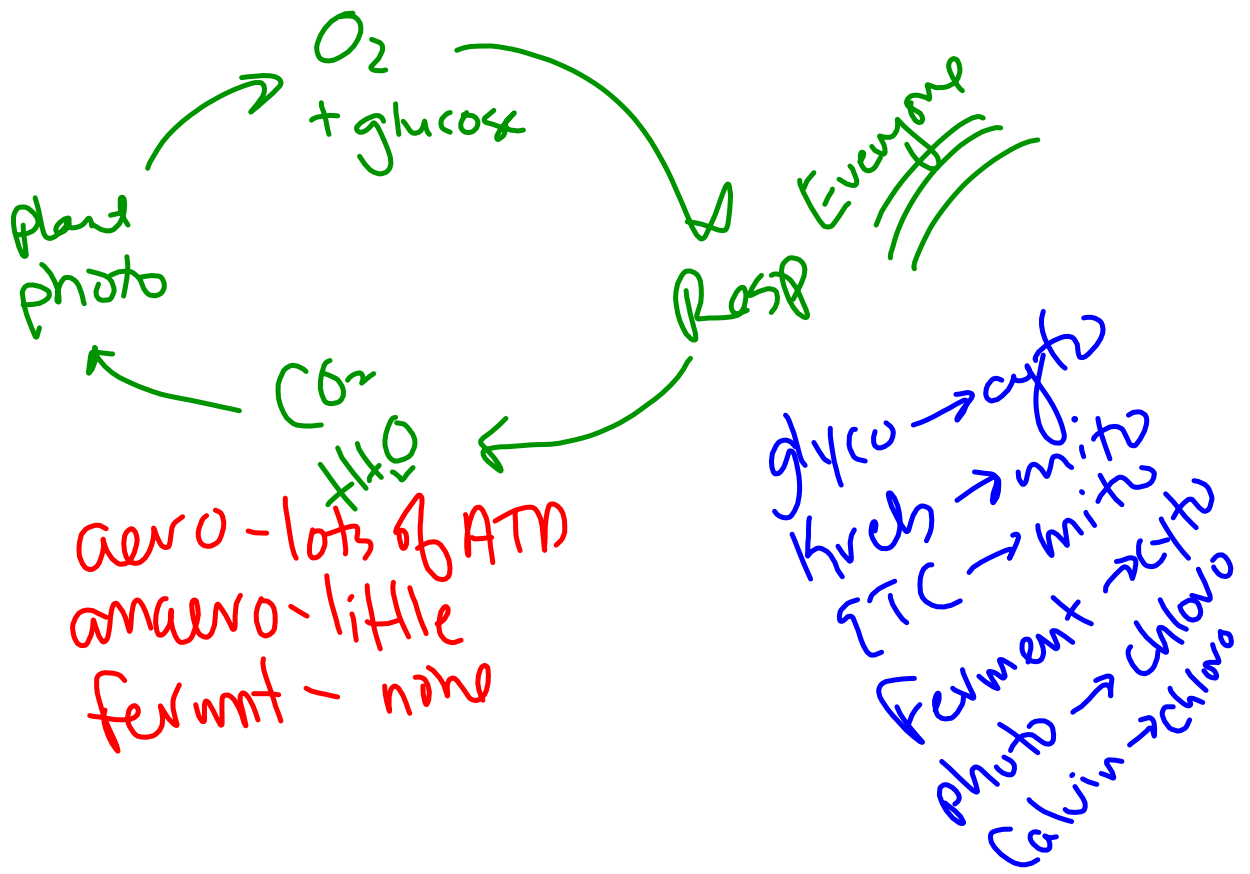 O2
+ glucose
Everyone
plant
photo
Resp
CO2
+H2O
aero - lots of ATP
anaero - little
fermnt - none
glyco → cyto
Kreb → mito
ETC → mito
Ferment → cyto
photo → chloro
Calvin → chloro